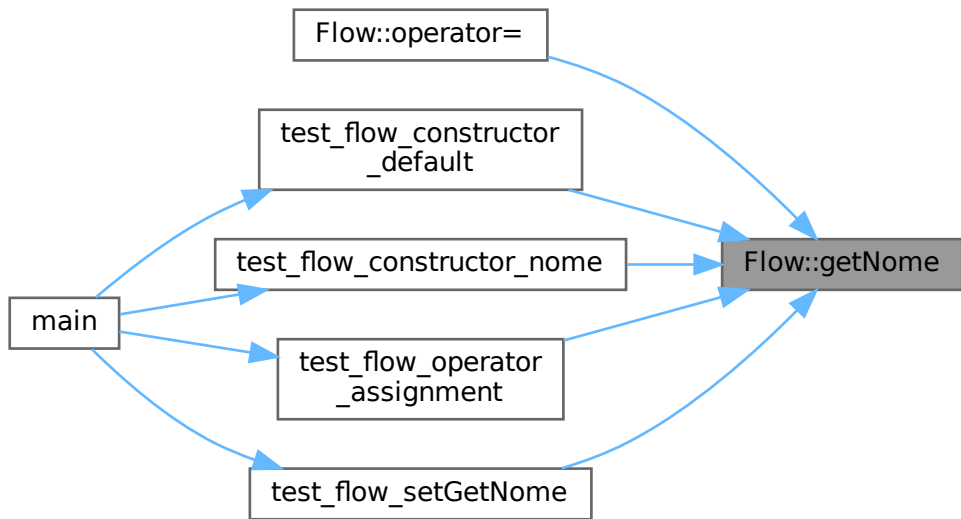 Flow::operator=
test_flow_constructor
_default
test_flow_constructor_nome
Flow::getNome
main
test_flow_operator
_assignment
test_flow_setGetNome